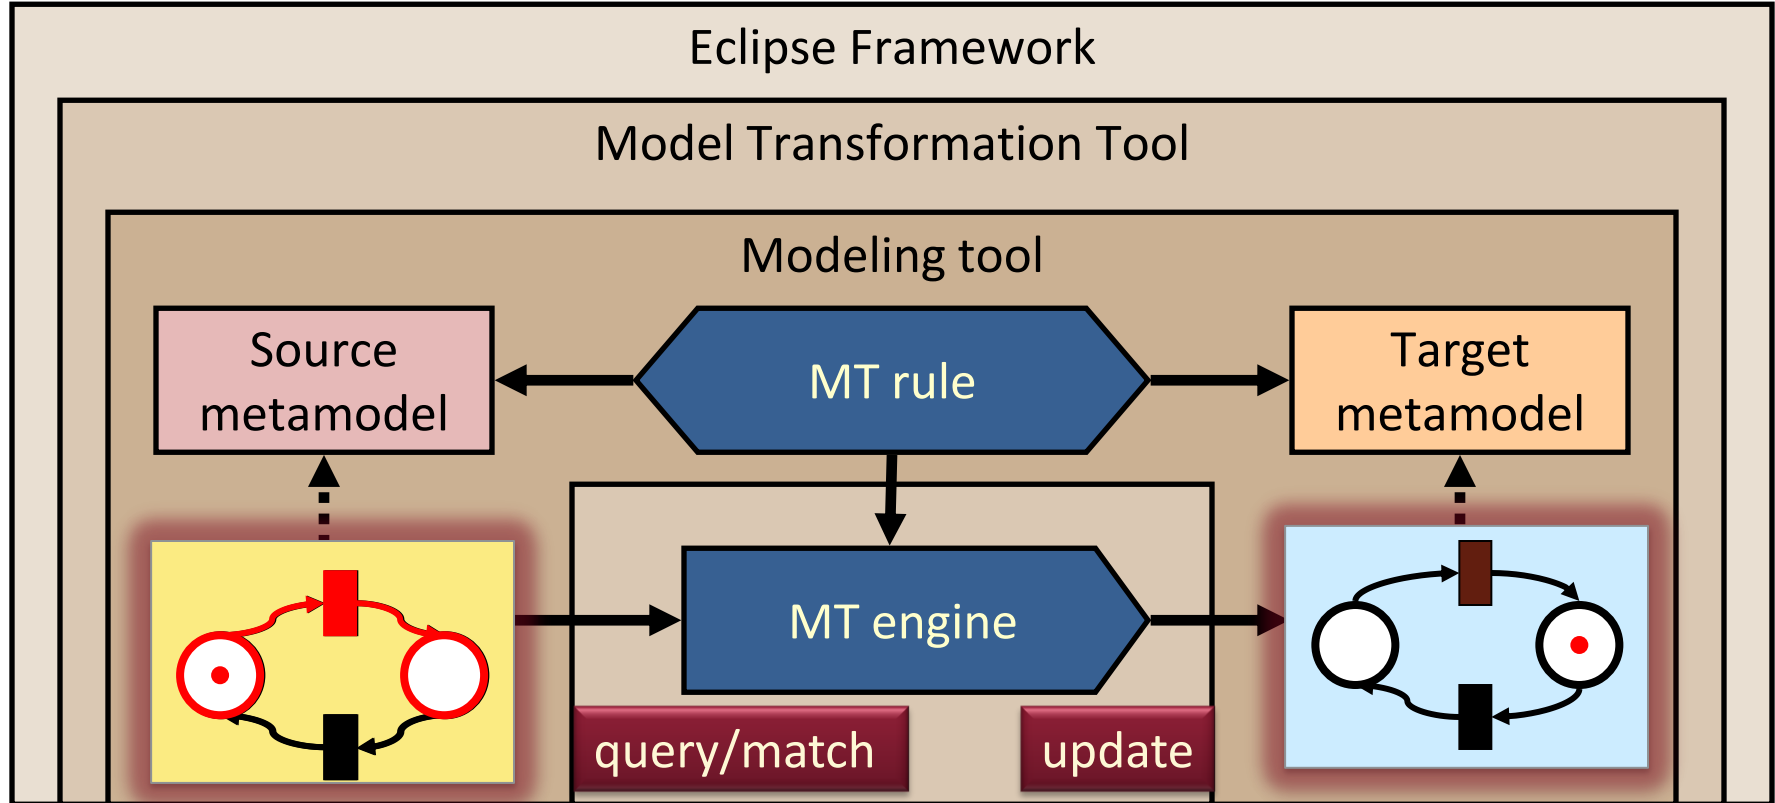 Eclipse Framework
Model Transformation Tool
Modeling tool
Source
metamodel
MT rule
Target
metamodel
MT engine
query/match
update